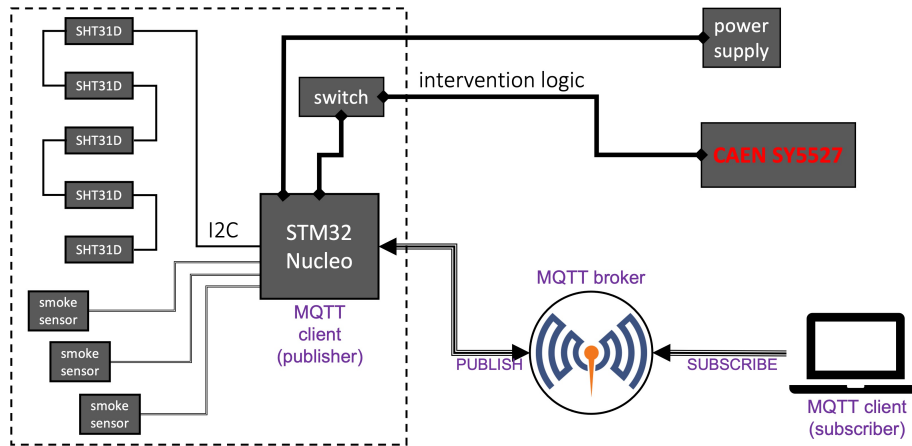 SHT31D
SHT31D
SHT31D
SHT31D
SHT31D
I2C
smoke
sensor
smoke
sensor
smoke
sensor
switch
STM32
Nucleo
MQTT
client
(publisher)
intervention logic
power
supply
CAEN SY5527
MQTT broker
PUBLISH
SUBSCRIBE
MQTT client
(subscriber)